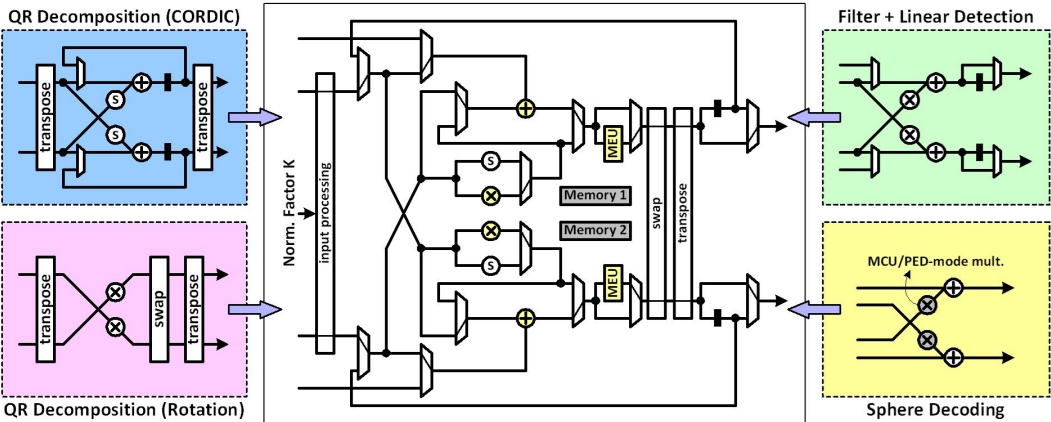 QR Decomposition (CORDIC)
transpose
S
S
transpose
QR Decomposition (Rotation)
transpose
swap
transpose
Norm. Factor K
input processing
S
S
MEU
MEU
Memory 1
Memory 2
swap
transpose
Filter + Linear Detection
MCU/PED-mode mult.
Sphere Decoding